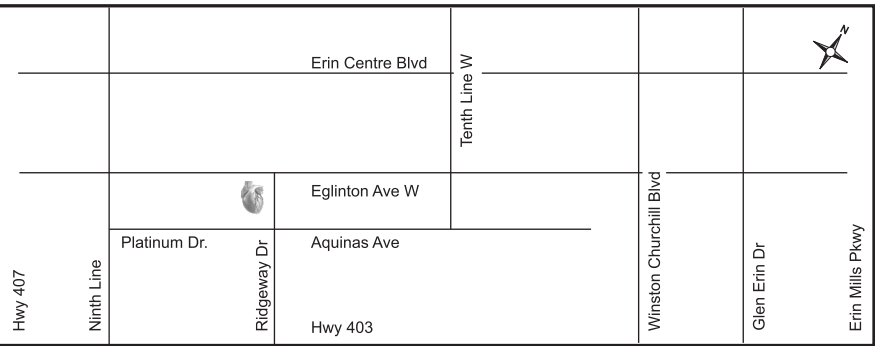 N
Erin Centre Blvd
Tenth Line W
Eglinton Ave W
Platinum Dr.
Aquinas Ave
Hwy 407
Ninth Line
Ridgeway Dr
Hwy 403
Winston Churchill Blvd
Glen Erin Dr
Erin Mills Pkwy